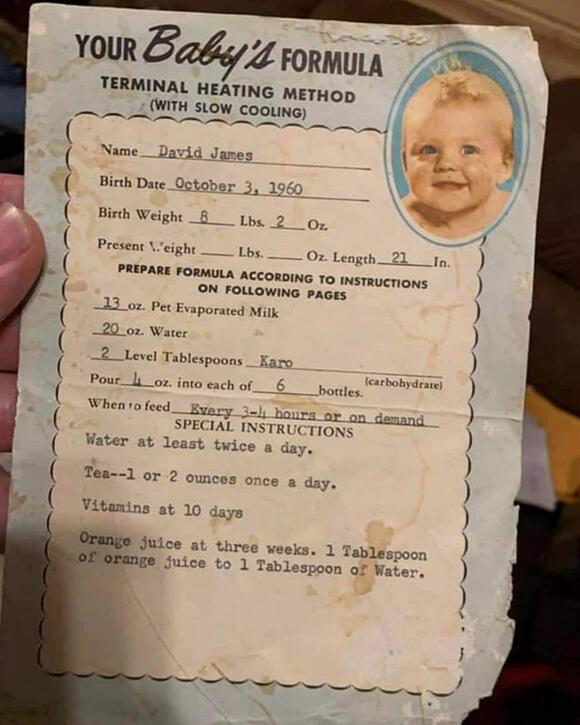 YOUR Baby's FORMULA
TERMINAL HEATING METHOD
(WITH SLOW COOLING)
Name David James
Birth Date October 3, 1960
Birth Weight 8 Lbs. 2 Oz.
Present Weight ___ Lbs. ___ Oz. Length 21 In.
PREPARE FORMULA ACCORDING TO INSTRUCTIONS
ON FOLLOWING PAGES
13 oz. Pet Evaporated Milk
20 oz. Water
2 Level Tablespoons Karo
(carbohydrate)
Pour 4 oz. into each of 6 bottles.
When to feed Every 3-4 hours or on demand
SPECIAL INSTRUCTIONS
Water at least twice a day.
Tea--1 or 2 ounces once a day.
Vitamins at 10 days
Orange juice at three weeks. 1 Tablespoon
of orange juice to 1 Tablespoon of Water.